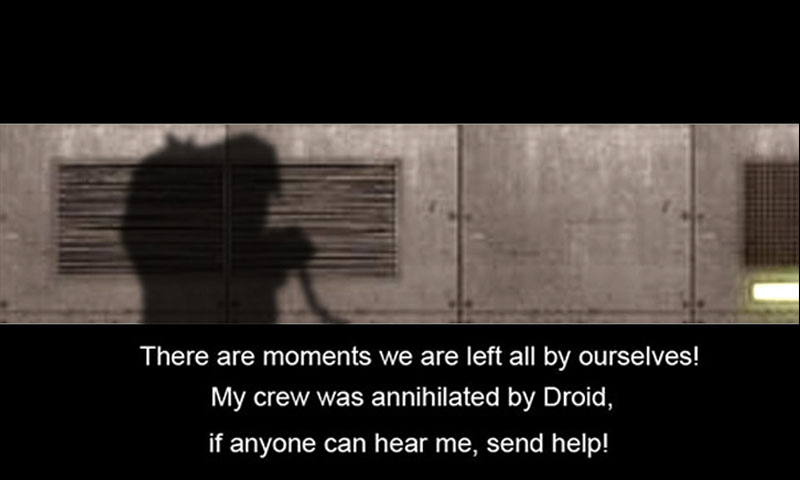 There are moments we are left all by ourselves!
My crew was annihilated by Droid,
if anyone can hear me, send help!